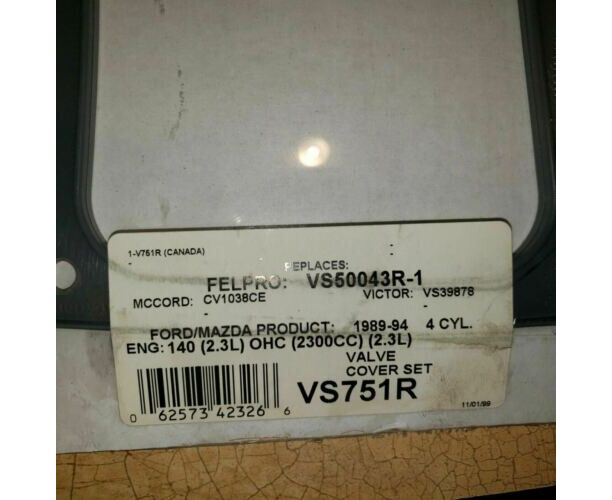 1-V751R (CANADA)
-
REPLACES:
FELPRO: VS50043R-1
MCCORD: CV1038CE VICTOR: VS39878
-
FORD/MAZDA PRODUCT: 1989-94 4 CYL.
ENG: 140 (2.3L) OHC (2300CC) (2.3L)
VALVE
COVER SET
VS751R
0 62573 42326 6
11/01/99